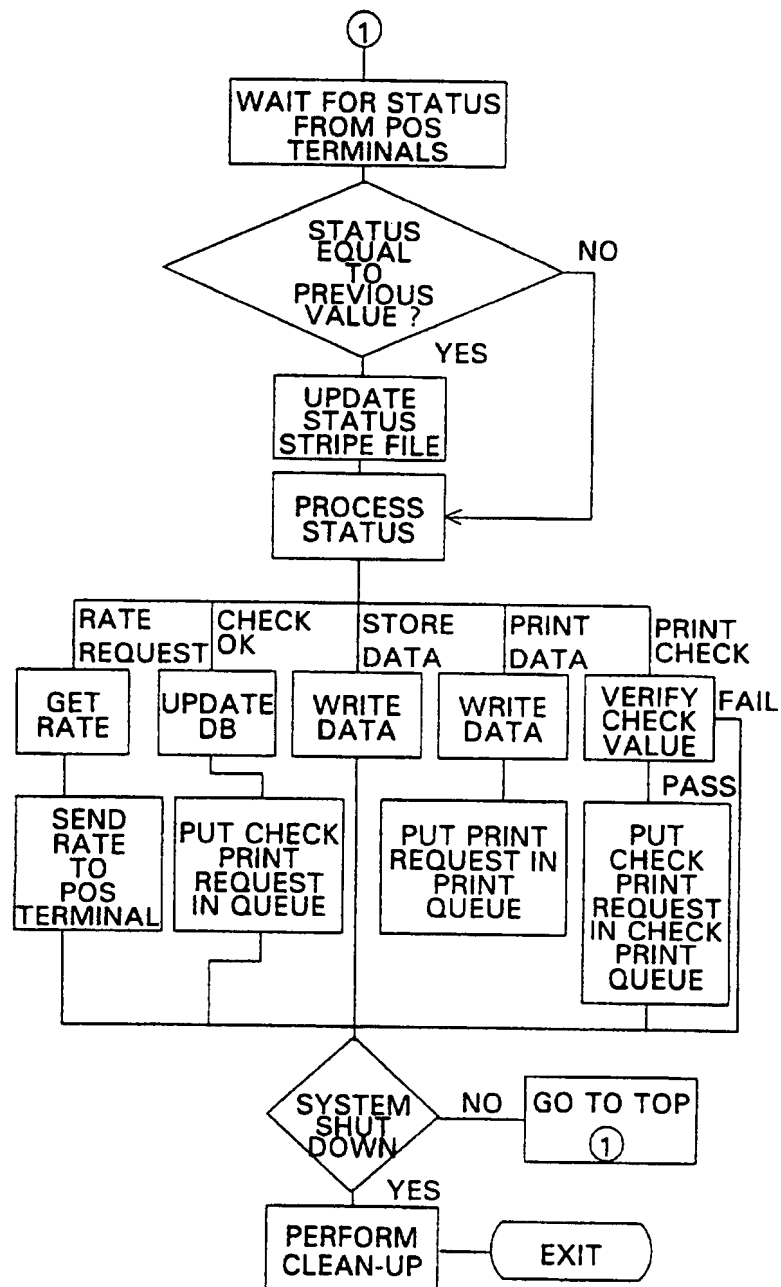 1
WAIT FOR STATUS
FROM POS
TERMINALS
STATUS
EQUAL
TO
PREVIOUS
VALUE ?
NO
YES
UPDATE
STATUS
STRIPE FILE
PROCESS
STATUS
RATE
REQUEST
CHECK
OK
STORE
DATA
PRINT
DATA
PRINT
CHECK
GET
RATE
UPDATE
DB
WRITE
DATA
WRITE
DATA
VERIFY
CHECK
VALUE
FAIL
PASS
SEND
RATE
TO
POS
TERMINAL
PUT CHECK
PRINT
REQUEST
IN QUEUE
PUT PRINT
REQUEST IN
PRINT
QUEUE
PUT
CHECK
PRINT
REQUEST
IN CHECK
PRINT
QUEUE
SYSTEM
SHUT
DOWN
NO
GO TO TOP
1
YES
PERFORM
CLEAN-UP
EXIT